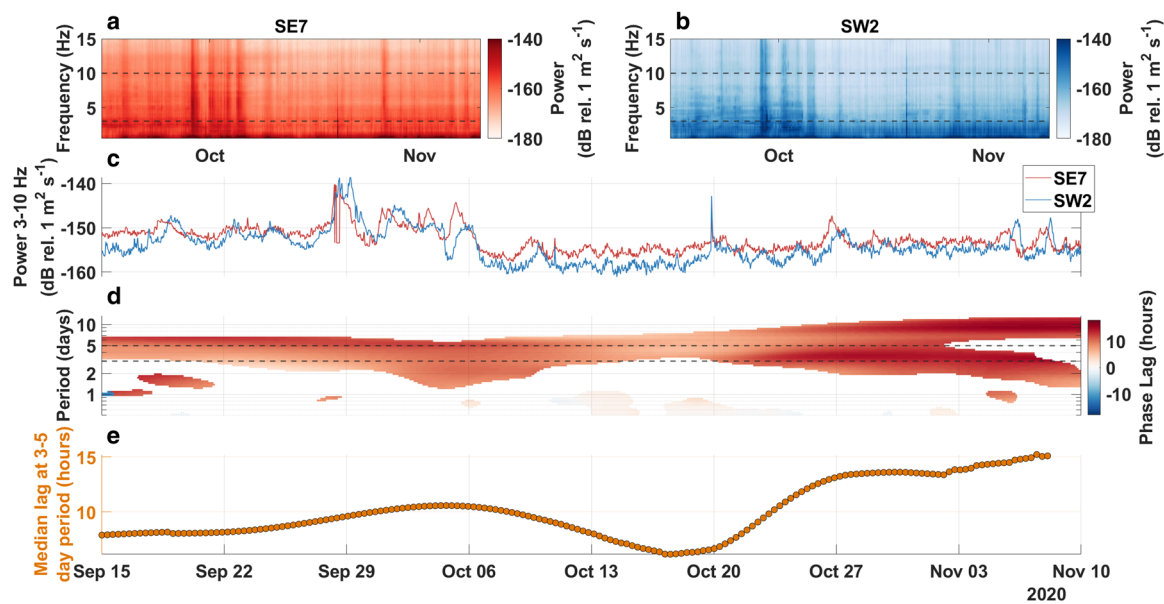 a
SE7
b
SW2
Frequency (Hz)
15
10
5
Oct
Nov
-140
-160
-180
Power
(dB rel. 1 m² s⁻¹)
Frequency (Hz)
15
10
5
Oct
Nov
-140
-160
-180
Power
(dB rel. 1 m² s⁻¹)
c
Power 3-10 Hz
(dB rel. 1 m² s⁻¹)
-140
-150
-160
SE7
SW2
d
Period (days)
10
5
2
1
10
0
-10
Phase Lag (hours)
e
Median lag at 3-5
day period (hours)
15
10
Sep 15
Sep 22
Sep 29
Oct 06
Oct 13
Oct 20
Oct 27
Nov 03
Nov 10
2020